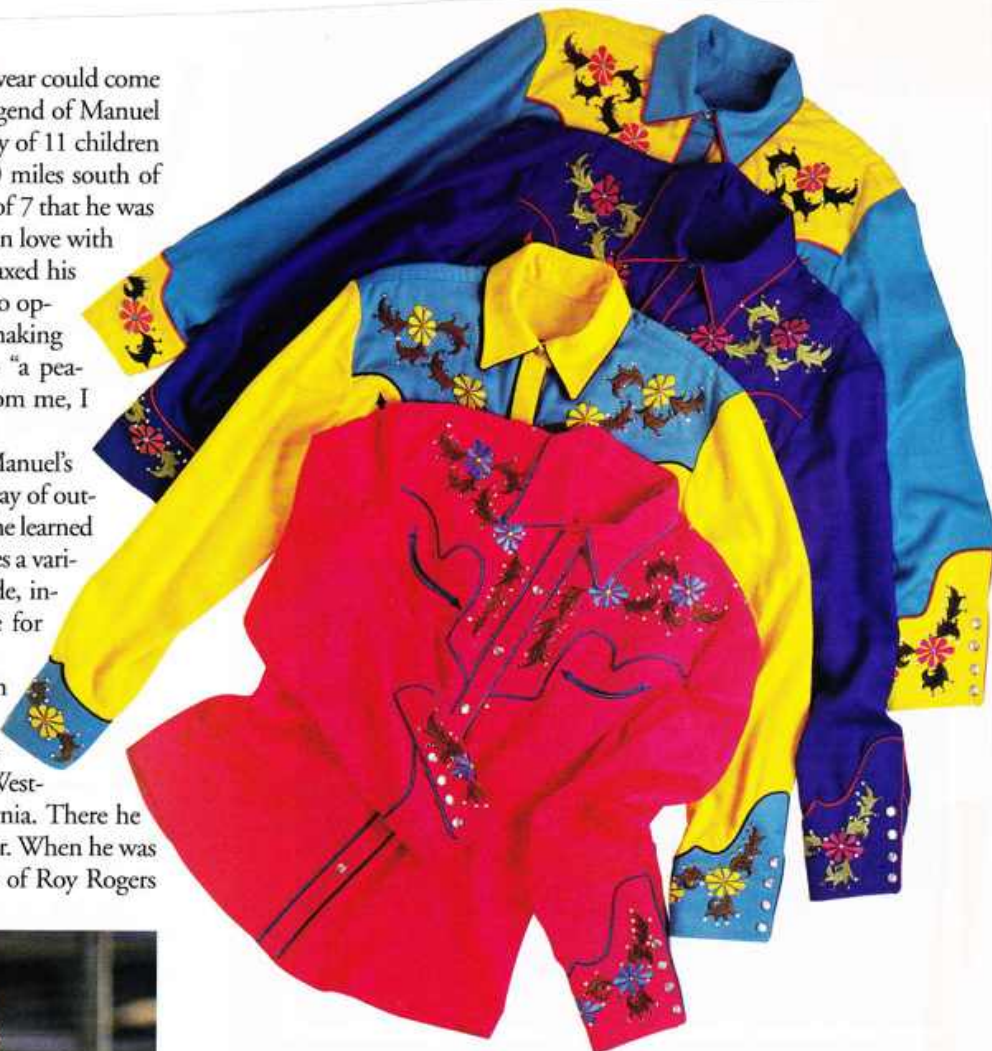 wear could come
gend of Manuel
y of 11 children
miles south of
of 7 that he was
n love with
axed his
o op-
making
"a pea-
om me, I
Manuel's
ay of out-
he learned
es a vari-
de, in-
e for
n
West-
nia. There he
r. When he was
of Roy Rogers